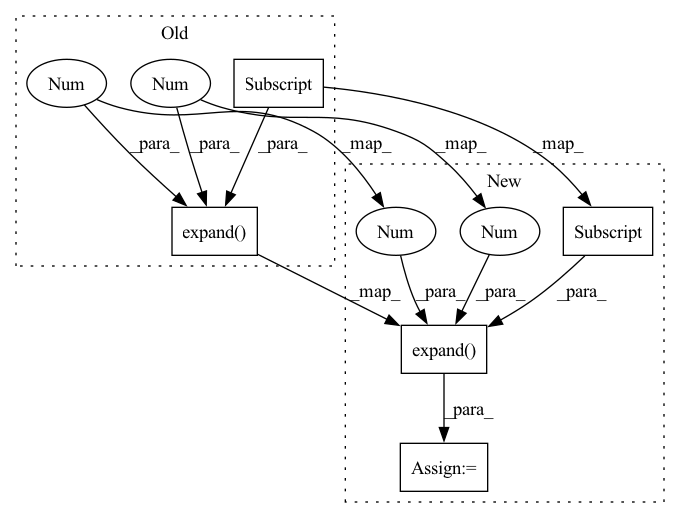 Old
Num Num Subscript
_para_ _para_ _para_ _map_ _map_ _map_
New
expand() Num Num Subscript
_map_ _para_ _para_ _para_
expand()
_para_
Assign:=